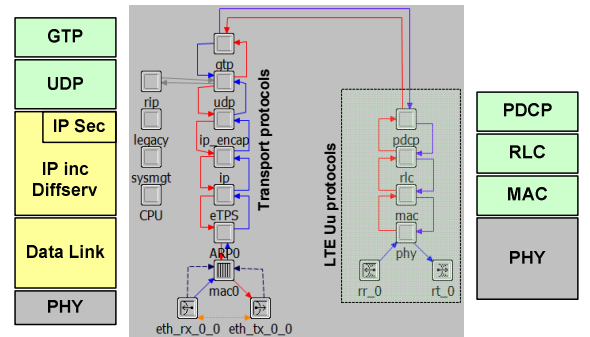 GTP
UDP
IP Sec
IP inc
Diffserv
Data Link
PHY
gtp
rip
udp
legacy
ip_encap
sysmgt
ip
CPU
eTPS
ARP0
mac0
eth_rx_0_0
eth_tx_0_0
Transport protocols
LTE Uu protocols
pdcp
rlc
mac
phy
rr_0
rt_0
PDCP
RLC
MAC
PHY